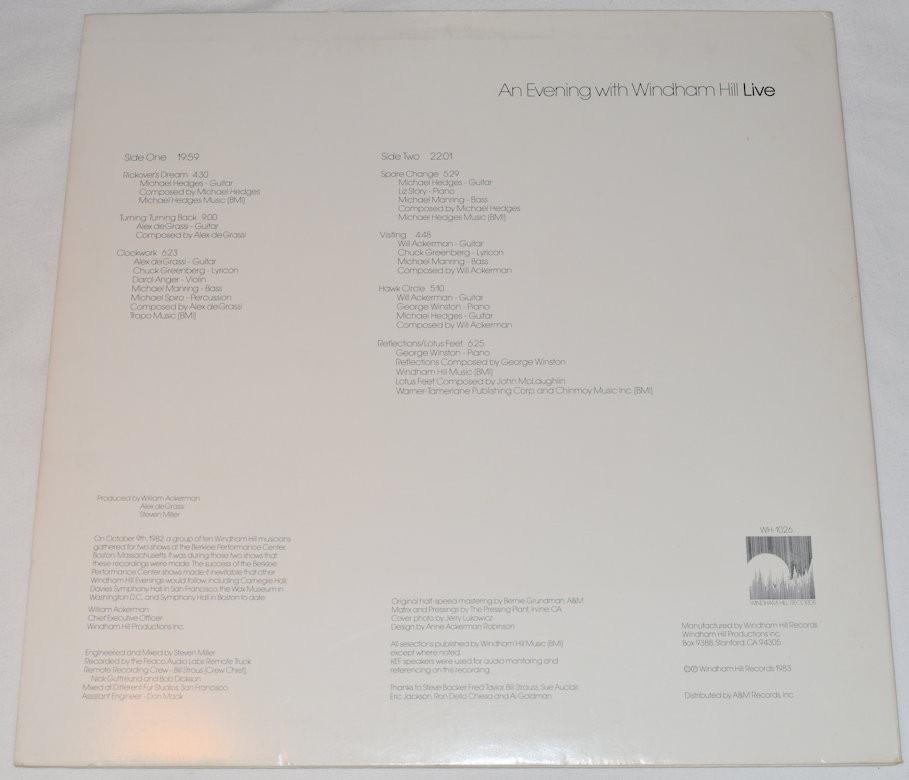 An Evening with Windham Hill Live
Side One 19:59
Rickover's Dream 4:30
Michael Hedges - Guitar
Composed by Michael Hedges
Michael Hedges Music (BMI)
Turning: Turning Back 9:00
Alex deGrassi - Guitar
Composed by Alex deGrassi
Clockwork 6:23
Alex deGrassi - Guitar
Chuck Greenberg - Lyricon
Darol Anger - Violin
Michael Manring - Bass
Michael Spiro - Percussion
Composed by Alex deGrassi
Tropo Music (BMI)
Side Two 22:01
Spare Change 5:29
Michael Hedges - Guitar
Liz Story - Piano
Michael Manring - Bass
Composed by Michael Hedges
Michael Hedges Music (BMI)
Visiting 4:48
Will Ackerman - Guitar
Chuck Greenberg - Lyricon
Michael Manring - Bass
Composed by Will Ackerman
Hawk Circle 5:10
Will Ackerman - Guitar
George Winston - Piano
Michael Hedges - Guitar
Composed by Will Ackerman
Reflections/Lotus Feet 6:25
George Winston - Piano
Reflections Composed by George Winston
Windham Hill Music (BMI)
Lotus Feet Composed by John McLaughlin
Warner-Tamerlane Publishing Corp. and Chinmoy Music Inc. (BMI)
Produced by William Ackerman
Alex deGrassi
Steven Miller
On October 9th, 1982, a group of ten Windham Hill musicians
gathered for two shows at the Berklee Performance Center,
Boston, Massachusetts. It was during those two shows that
these recordings were made. The success of the Berklee
Performance Center shows made it inevitable that other
Windham Hill Evenings would follow, including Carnegie Hall,
Davies Symphony Hall in San Francisco, the Wax Museum in
Washington D.C., and Symphony Hall in Boston to date.
William Ackerman
Chief Executive Officer
Windham Hill Productions Inc.
Engineered and Mixed by Steven Miller
Recorded by the Fedco Audio Labs Remote Truck
Remote Recording Crew - Bill Straus (Crew Chief),
Nick Gutfreund and Bob Dickson
Mixed at Different Fur Studios, San Francisco
Assistant Engineer - Don Mack
Original half-speed mastering by Bernie Grundman, A&M
Matrix and Pressings by The Pressing Plant, Irvine, CA
Cover photo by Jerry Lukowicz
Design by Anne Ackerman Robinson
All selections published by Windham Hill Music (BMI)
except where noted.
KEF speakers were used for audio monitoring and
referencing on this recording.
Thanks to Steve Backer, Fred Taylor, Bill Strauss, Sue Auclair,
Eric Jackson, Ron Della Chiesa and Al Goldman.
WH-1026
WINDHAM HILL RECORDS
Manufactured by Windham Hill Records
Windham Hill Productions Inc.
Box 9388, Stanford, CA 94305
©℗ Windham Hill Records 1983
Distributed by A&M Records, Inc.